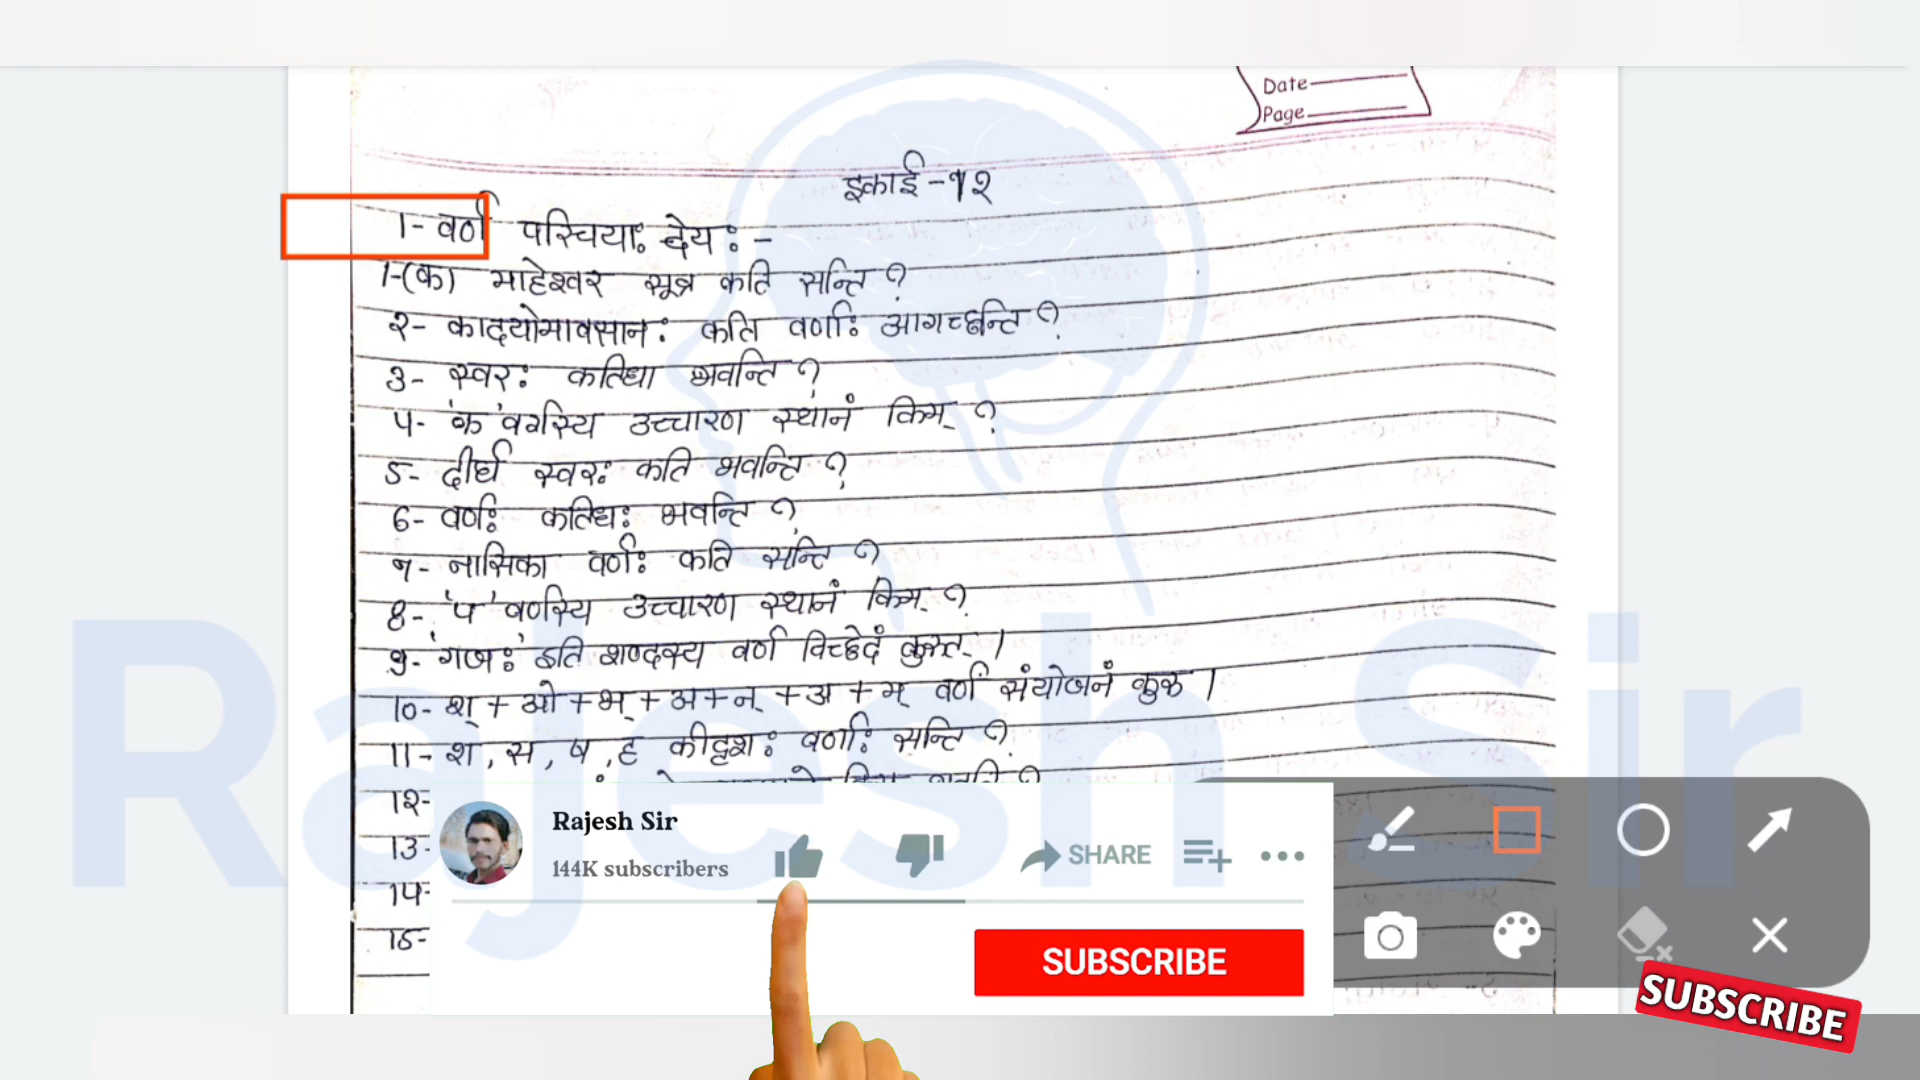 Date
Page
इकाई -१२
1- वर्ण परिचयाः देयः -
1-(क) माहेश्वर सूत्र कति सन्ति ?
२- कादयोमावसानः कति वर्णाः आगच्छन्ति ?
३- स्वरः कतिधा भवन्ति ?
४- 'क' वर्गस्य उच्चारण स्थानं किम् ?
5- दीर्घ स्वरः कति भवन्ति ?
6- वर्णः कतिधः भवन्ति ?
७- नासिका वर्णः कति सन्ति ?
8- 'प' वर्णस्य उच्चारण स्थानं किम् ?
9- 'गजः' इति शब्दस्य वर्ण विच्छेदं कुरुत ।
10- श् + ओ + भ् + अ + न् + अ + म् वर्ण संयोजनं कुरु ।
11- श, स, ष, ह कीदृशः वर्णाः सन्ति ?
12-
13-
14-
15-
Rajesh Sir
Rajesh Sir
144K subscribers
SHARE
SUBSCRIBE
SUBSCRIBE